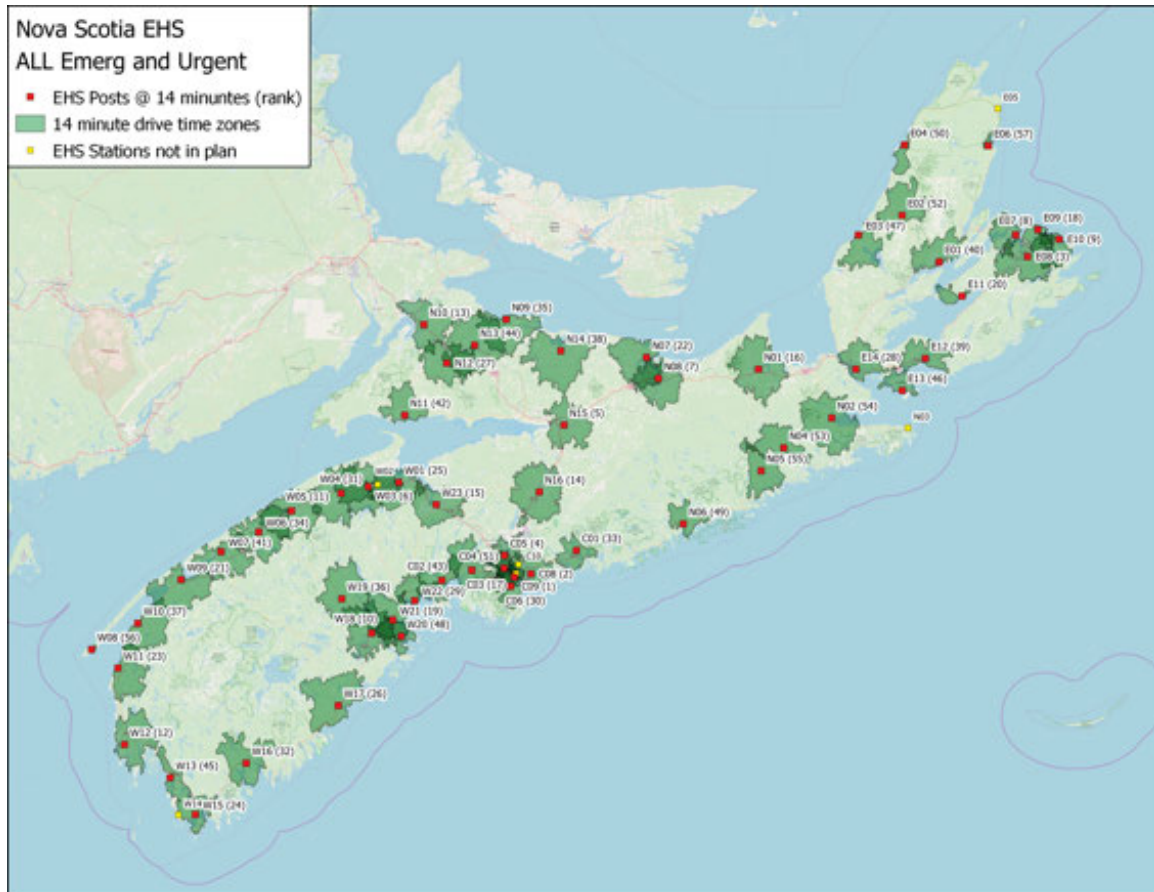 Nova Scotia EHS
ALL Emerg and Urgent
EHS Posts @ 14 minuntes (rank)
14 minute drive time zones
EHS Stations not in plan
E05
E04 (50)
E06 (57)
E02 (52)
E03 (47)
E07 (8)
E09 (18)
E10 (9)
E01 (40)
E08 (3)
E11 (20)
N10 (13)
N09 (35)
N13 (44)
N14 (38)
N07 (22)
N12 (27)
N08 (7)
N01 (16)
E14 (28)
E12 (39)
E13 (46)
N11 (42)
N15 (5)
N02 (54)
N03
N04 (53)
N05 (55)
W02
W01 (25)
W04 (31)
W03 (6)
W23 (15)
N16 (14)
W05 (11)
N06 (49)
W06 (34)
W07 (41)
C05 (4)
C01 (33)
C04 (51)
C10
W09 (21)
C02 (43)
C08 (2)
C03 (17)
C09 (1)
W19 (36)
W22 (29)
C06 (30)
W21 (19)
W10 (37)
W18 (10)
W20 (48)
W08 (56)
W11 (23)
W17 (26)
W12 (12)
W16 (32)
W13 (45)
W14
W15 (24)